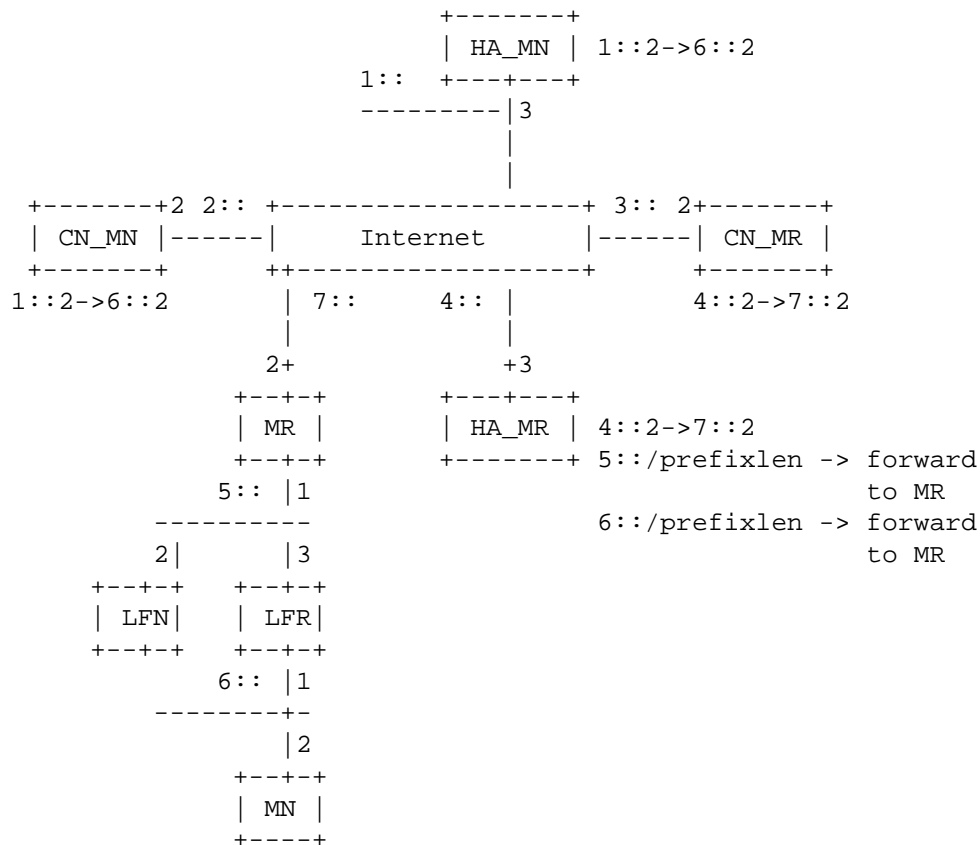 HA_MN 1::2->6::2
1::
3
2 2:: 3:: 2
CN_MN Internet CN_MR
1::2->6::2 7:: 4:: 4::2->7::2
2 3
MR HA_MR 4::2->7::2
5::/prefixlen -> forward
5:: 1 to MR
6::/prefixlen -> forward
2 3 to MR
LFN LFR
6:: 1
2
MN